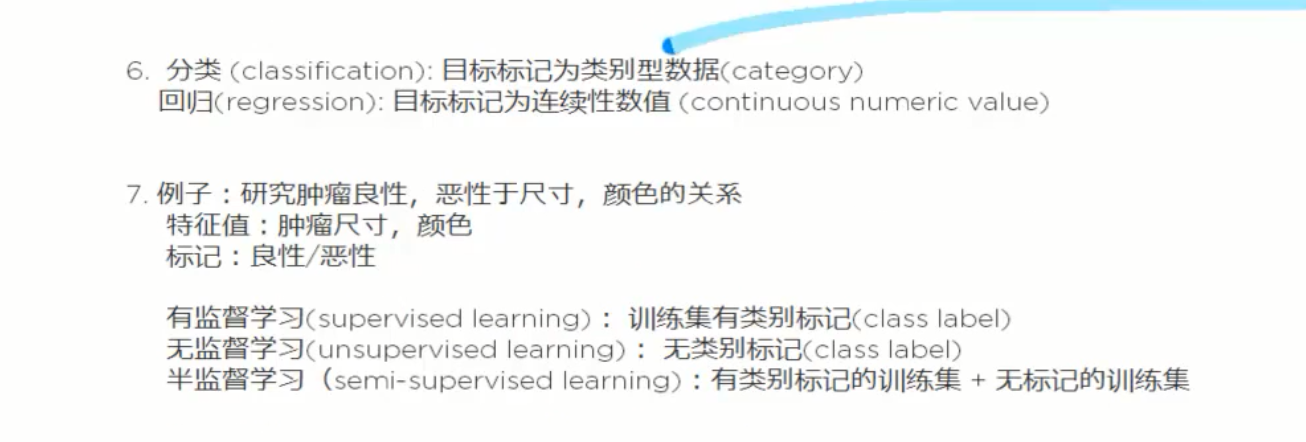 6. 分类 (classification): 目标标记为类别型数据(category)
回归(regression): 目标标记为连续性数值 (continuous numeric value)
7. 例子：研究肿瘤良性，恶性于尺寸，颜色的关系
特征值：肿瘤尺寸，颜色
标记：良性/恶性
有监督学习(supervised learning)： 训练集有类别标记(class label)
无监督学习(unsupervised learning)： 无类别标记(class label)
半监督学习（semi-supervised learning)：有类别标记的训练集 + 无标记的训练集